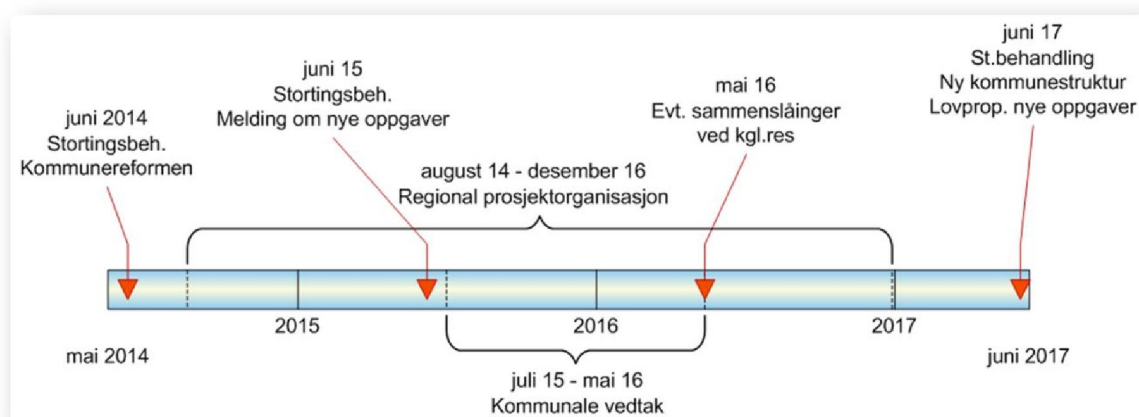 juni 2014
Stortingsbeh.
Kommunereformen
juni 15
Stortingsbeh.
Melding om nye oppgaver
august 14 - desember 16
Regional prosjektorganisasjon
mai 16
Evt. sammenslåinger
ved kgl.res
juni 17
St.behandling
Ny kommunestruktur
Lovprop. nye oppgaver
2015
2016
2017
mai 2014
juni 2017
juli 15 - mai 16
Kommunale vedtak